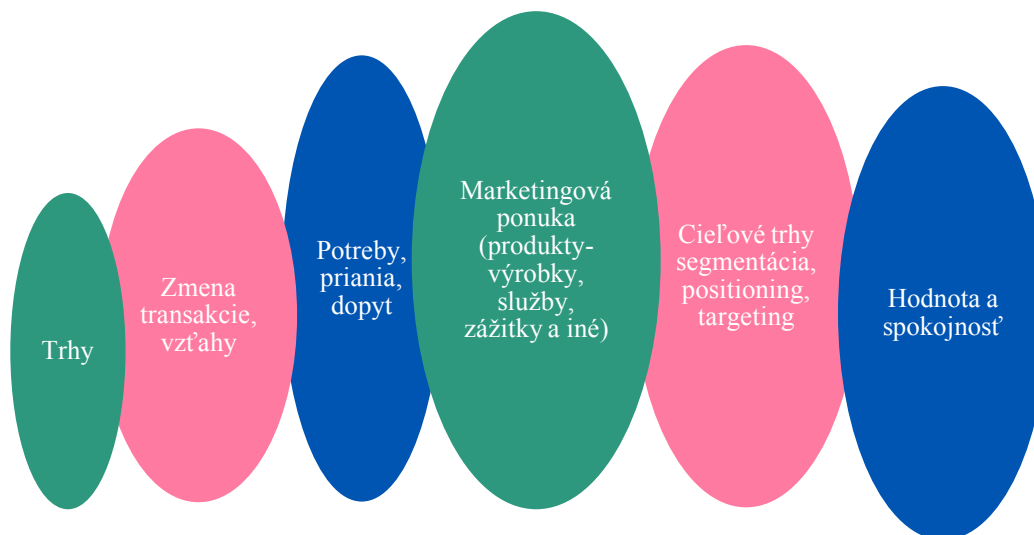 Trhy
Zmena
transakcie,
vzťahy
Potreby,
priania,
dopyt
Marketingová
ponuka
(produkty-
výrobky,
služby,
zážitky a iné)
Cieľové trhy
segmentácia,
positioning,
targeting
Hodnota a
spokojnosť